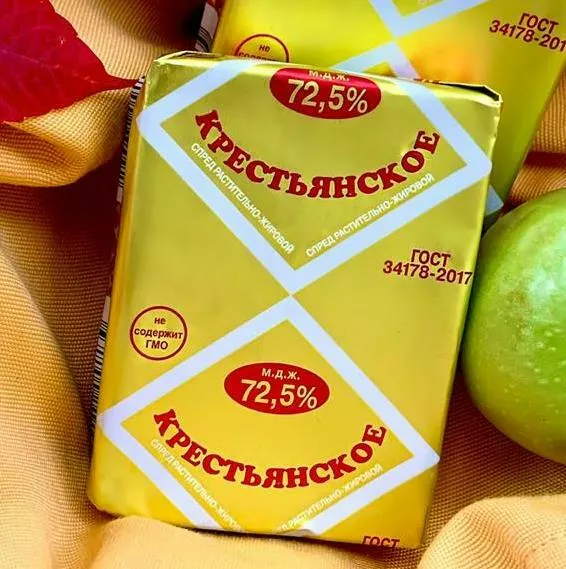 не
содержит
ГМО
ГОСТ
34178-201
М.Д.Ж.
72,5%
КРЕСТЬЯНСКОЕ
СПРЕД РАСТИТЕЛЬНО-ЖИРОВОЙ
СПРЕД РАСТИТЕЛЬНО-ЖИРОВОЙ
ГОСТ
34178-2017
не
содержит
ГМО
М.Д.Ж.
72,5%
КРЕСТЬЯНСКОЕ
СПРЕД РАСТИТЕЛЬНО-ЖИРОВОЙ
СПРЕД РАСТИТЕЛЬНО-ЖИРОВОЙ
ГОСТ